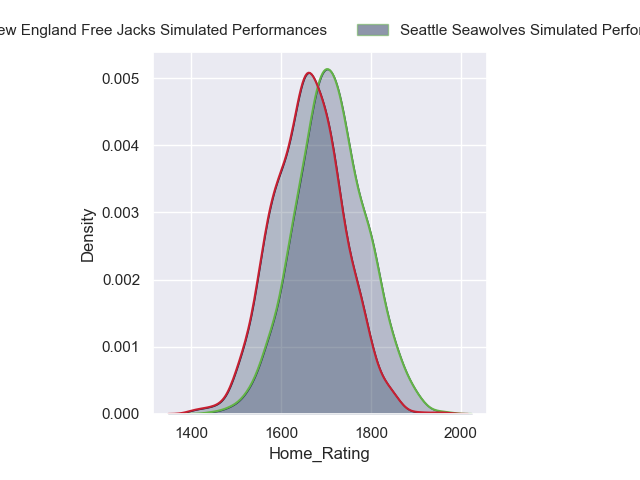 ew England Free Jacks Simulated Performances Seattle Seawolves Simulated Perfor
0.005
0.004
0.003
0.002
0.001
0.000
Density
1400 1600 1800 2000
Home_Rating